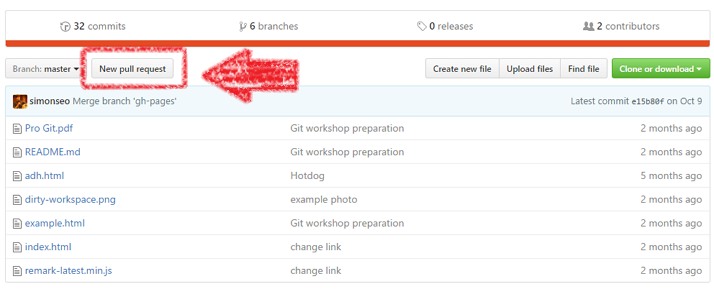 32 commits 6 branches 0 releases 2 contributors
Branch: master New pull request Create new file Upload files Find file Clone or download
simonseo Merge branch 'gh-pages' Latest commit e15b80f on Oct 9
Pro Git.pdf Git workshop preparation 2 months ago
README.md Git workshop preparation 2 months ago
adh.html Hotdog 5 months ago
dirty-workspace.png example photo 2 months ago
example.html Git workshop preparation 2 months ago
index.html change link 2 months ago
remark-latest.min.js change link 2 months ago